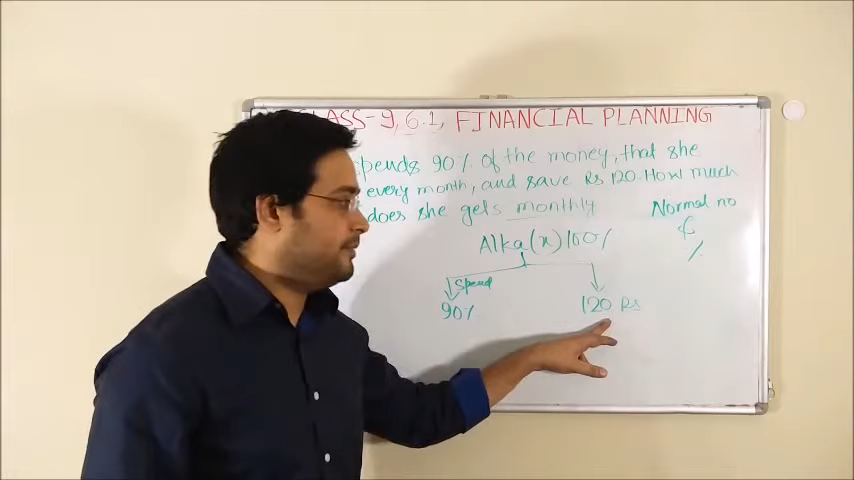 CLASS-9, 6.1, FINANCIAL PLANNING
spends 90% of the money, that she
every month, and save Rs 120. How much
does she gets monthly
Normal no
&
%
Alka (x) 100%
Spend
90%
120 Rs